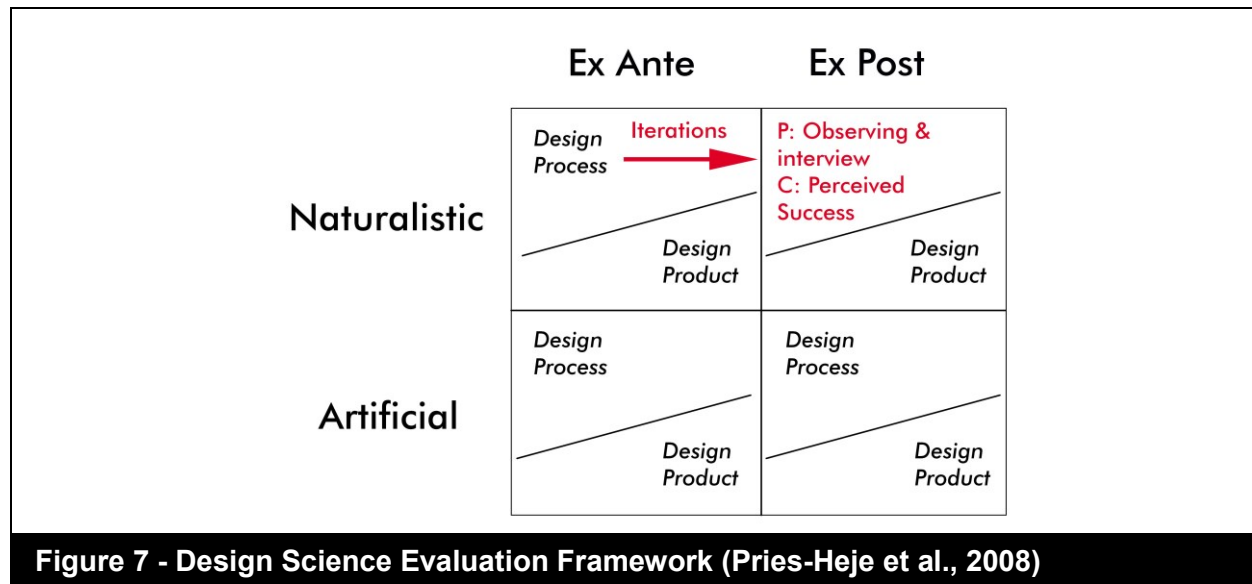 Ex Ante
Ex Post
Naturalistic
Design
Process
Iterations
Design
Product
P: Observing &
interview
C: Perceived
Success
Design
Product
Artificial
Design
Process
Design
Product
Design
Process
Design
Product
Figure 7 - Design Science Evaluation Framework (Pries-Heje et al., 2008)